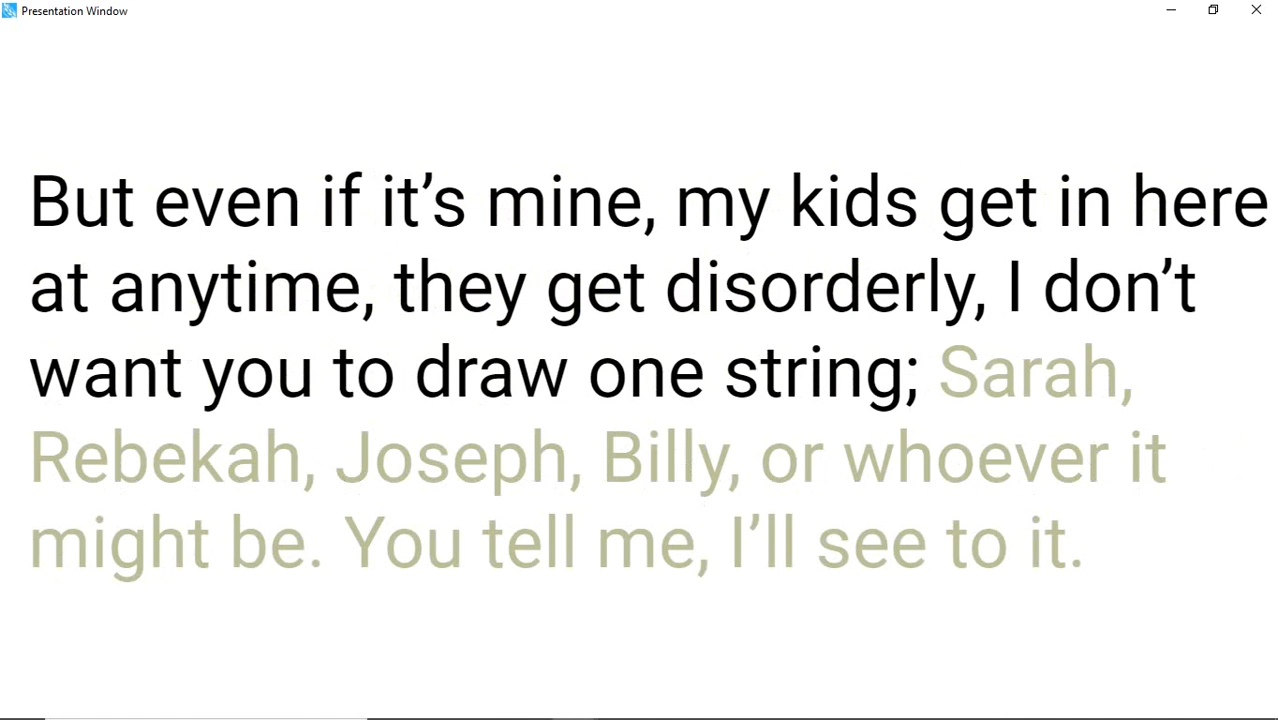 Presentation Window
But even if it’s mine, my kids get in here
at anytime, they get disorderly, I don’t
want you to draw one string; Sarah,
Rebekah, Joseph, Billy, or whoever it
might be. You tell me, I’ll see to it.